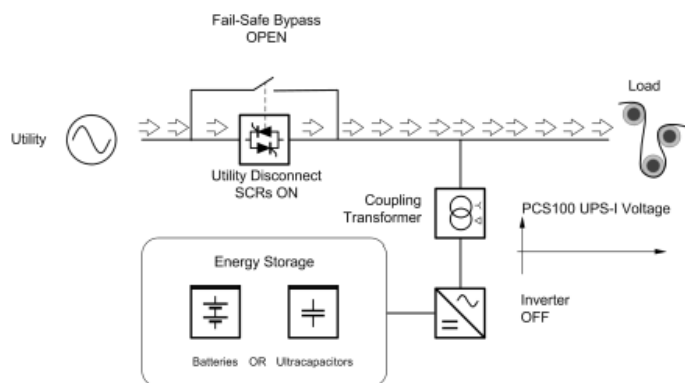 Fail-Safe Bypass
OPEN
Load
Utility
Utility Disconnect
SCRs ON
Coupling
Transformer
PCS100 UPS-I Voltage
Energy Storage
Inverter
OFF
Batteries OR Ultracapacitors